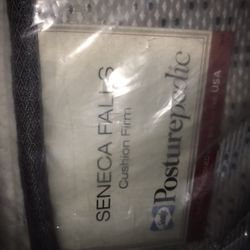 SENECA FALLS
Cushion Firm
Posturepedic
USA